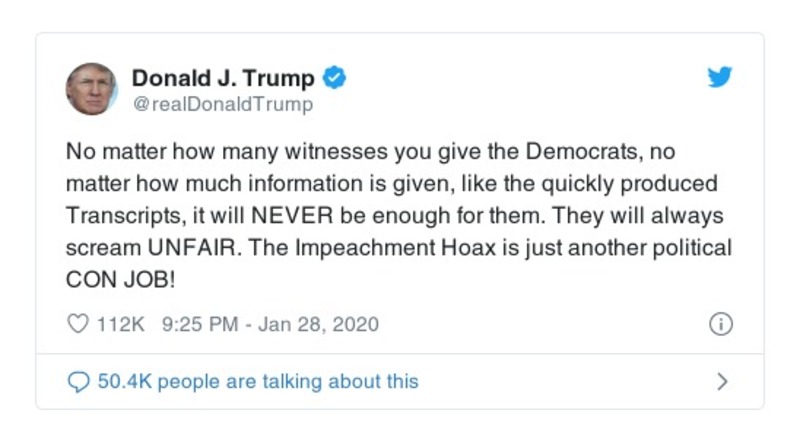 Donald J. Trump
@realDonaldTrump
No matter how many witnesses you give the Democrats, no
matter how much information is given, like the quickly produced
Transcripts, it will NEVER be enough for them. They will always
scream UNFAIR. The Impeachment Hoax is just another political
CON JOB!
112K 9:25 PM - Jan 28, 2020
50.4K people are talking about this